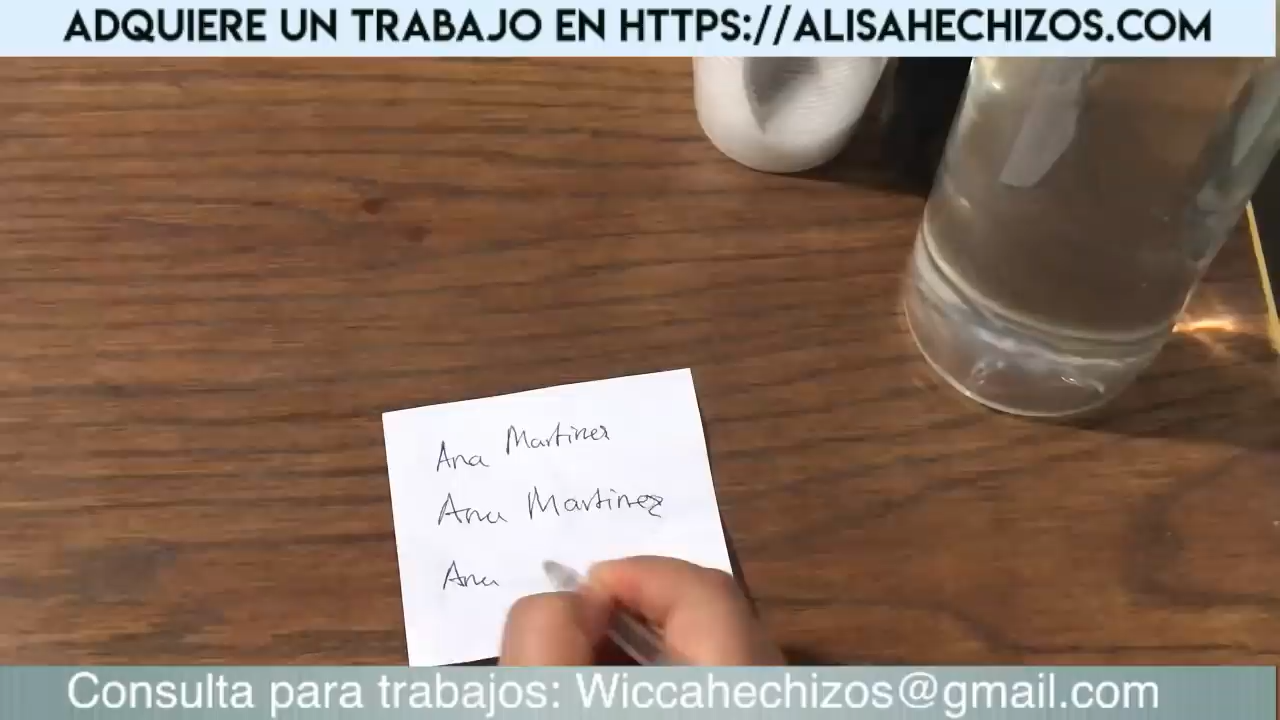 ADQUIERE UN TRABAJO EN HTTPS://ALISAHECHIZOS.COM
Ana Martinez
Ana Martinez
Ana
Consulta para trabajos: Wiccahechizos@gmail.com